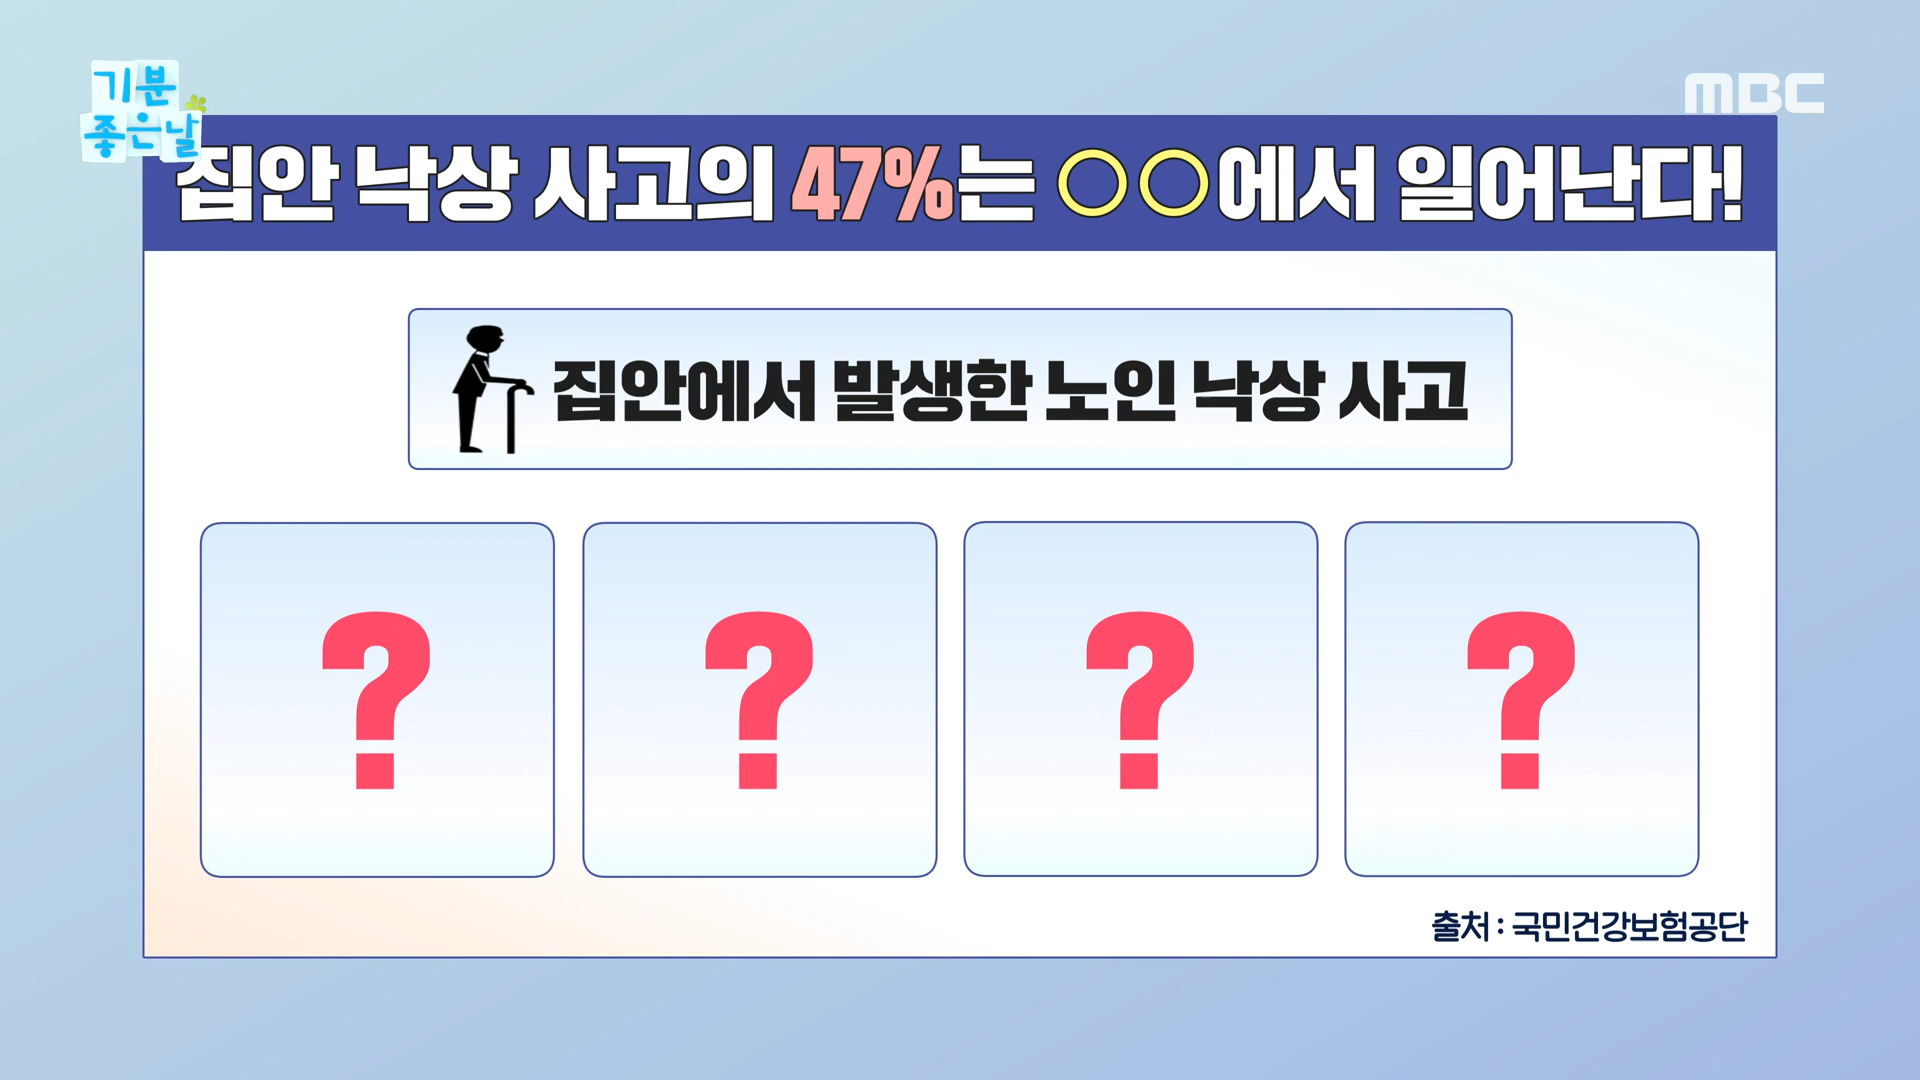 기분
좋은날
MBC
집안 낙상 사고의 47%는 ○○에서 일어난다!
집안에서 발생한 노인 낙상 사고
?
?
?
?
출처 : 국민건강보험공단